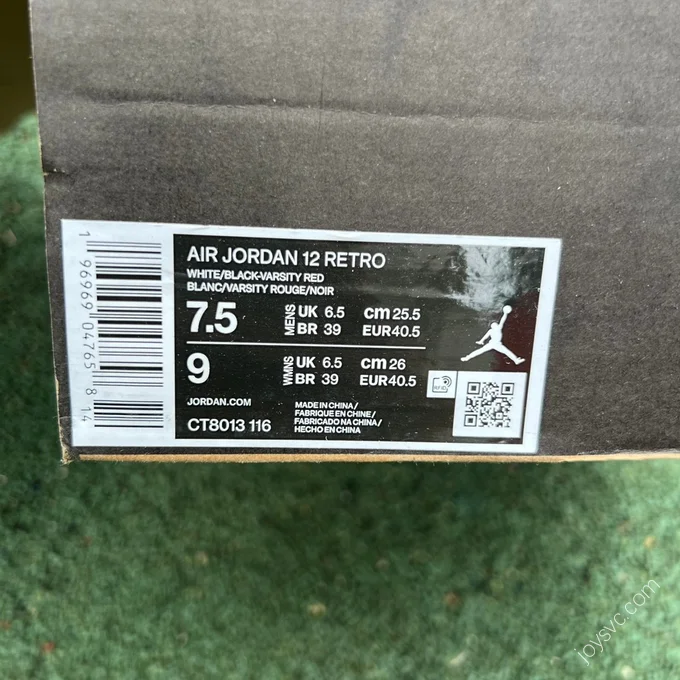 AIR JORDAN 12 RETRO
WHITE/BLACK-VARSITY RED
BLANC/VARSITY ROUGE/NOIR
7.5 MENS UK 6.5 cm 25.5
BR 39 EUR 40.5
9 WMNS UK 6.5 cm 26
BR 39 EUR 40.5
RFID
JORDAN.COM
CT8013 116
MADE IN CHINA/
FABRIQUE EN CHINE/
FABRICADO NA CHINA/
HECHO EN CHINA
1 96969 04765 8 14
joysvc.com